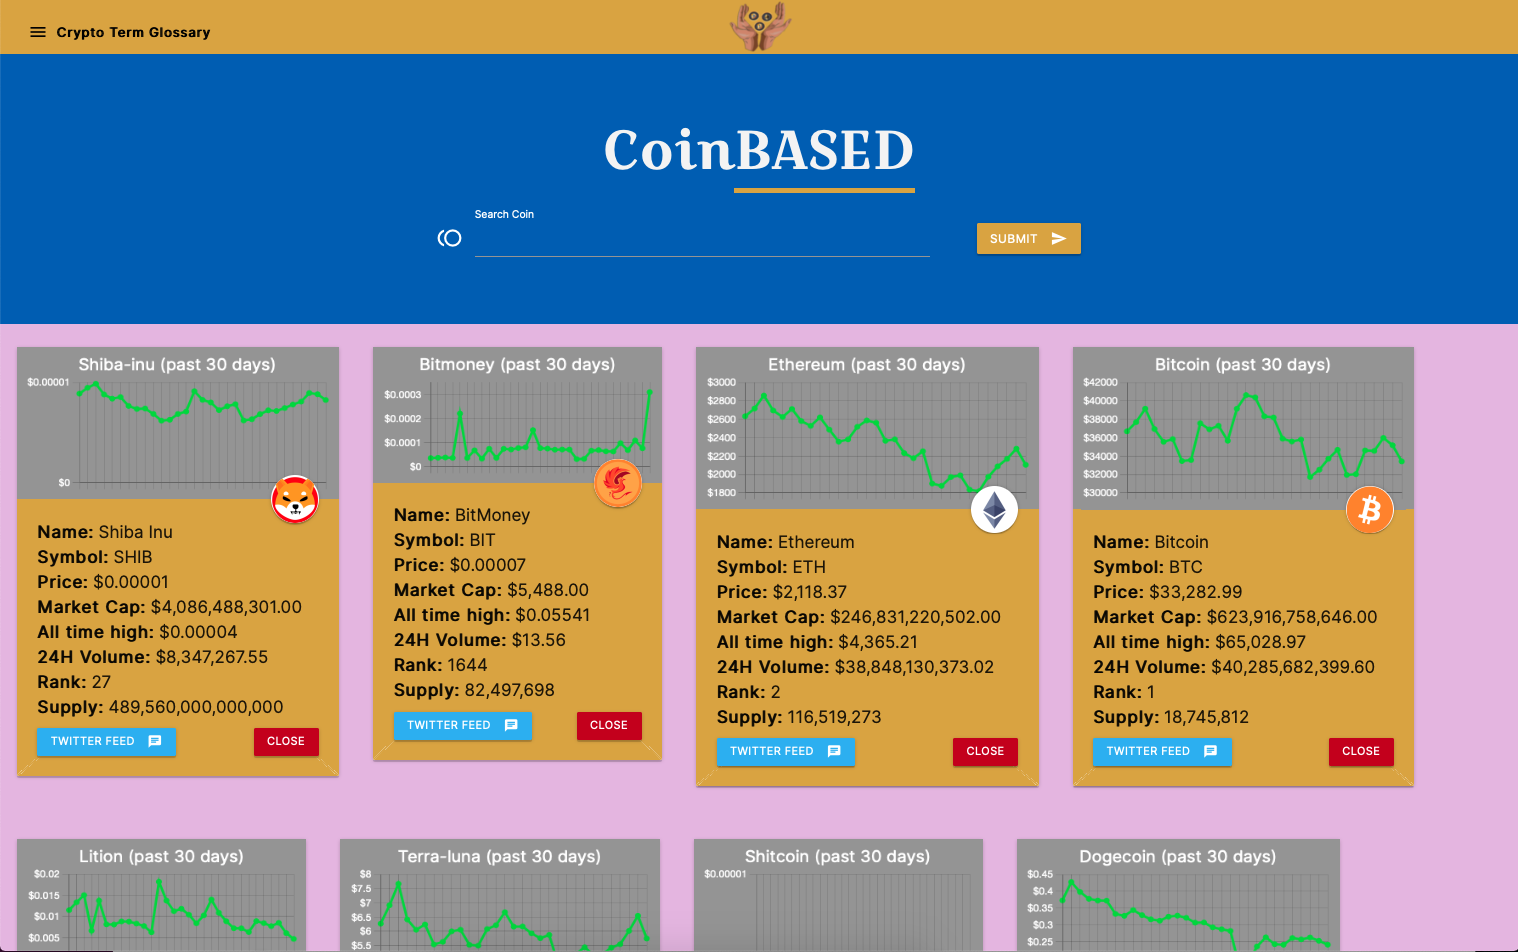 Crypto Term Glossary
CoinBASED
Search Coin
SUBMIT
Shiba-inu (past 30 days)
$0.00001
$0
Name: Shiba Inu
Symbol: SHIB
Price: $0.00001
Market Cap: $4,086,488,301.00
All time high: $0.00004
24H Volume: $8,347,267.55
Rank: 27
Supply: 489,560,000,000,000
TWITTER FEED
CLOSE
Bitmoney (past 30 days)
$0.0003
$0.0002
$0.0001
$0
Name: BitMoney
Symbol: BIT
Price: $0.00007
Market Cap: $5,488.00
All time high: $0.05541
24H Volume: $13.56
Rank: 1644
Supply: 82,497,698
TWITTER FEED
CLOSE
Ethereum (past 30 days)
$3000
$2800
$2600
$2400
$2200
$2000
$1800
Name: Ethereum
Symbol: ETH
Price: $2,118.37
Market Cap: $246,831,220,502.00
All time high: $4,365.21
24H Volume: $38,848,130,373.02
Rank: 2
Supply: 116,519,273
TWITTER FEED
CLOSE
Bitcoin (past 30 days)
$42000
$40000
$38000
$36000
$34000
$32000
$30000
Name: Bitcoin
Symbol: BTC
Price: $33,282.99
Market Cap: $623,916,758,646.00
All time high: $65,028.97
24H Volume: $40,285,682,399.60
Rank: 1
Supply: 18,745,812
TWITTER FEED
CLOSE
Lition (past 30 days)
$0.02
$0.015
$0.01
$0.005
Terra-luna (past 30 days)
$8
$7.5
$7
$6.5
$6
$5.5
Shitcoin (past 30 days)
$0.00001
Dogecoin (past 30 days)
$0.45
$0.4
$0.35
$0.3
$0.25